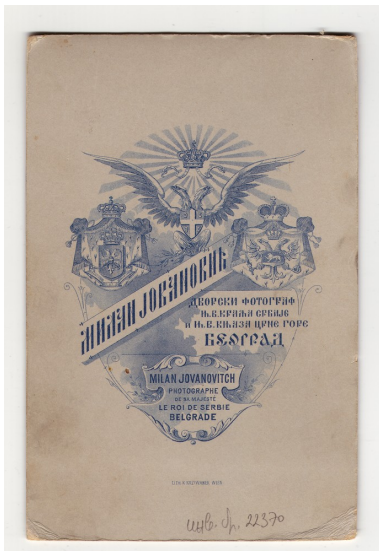 МИЛАН ЈОВАНОВИЋ
ДВОРСКИ ФОТОГРАФ
Њ.В. КРАЉА СРБИЈЕ
И Њ.В. КЊАЗА ЦРНЕ ГОРЕ
БЕОГРАД
MILAN JOVANOVITCH
PHOTOGRAPHE
DE SA MAJESTÉ
LE ROI DE SERBIE
BELGRADE
WIEN
инв. бр. 22370